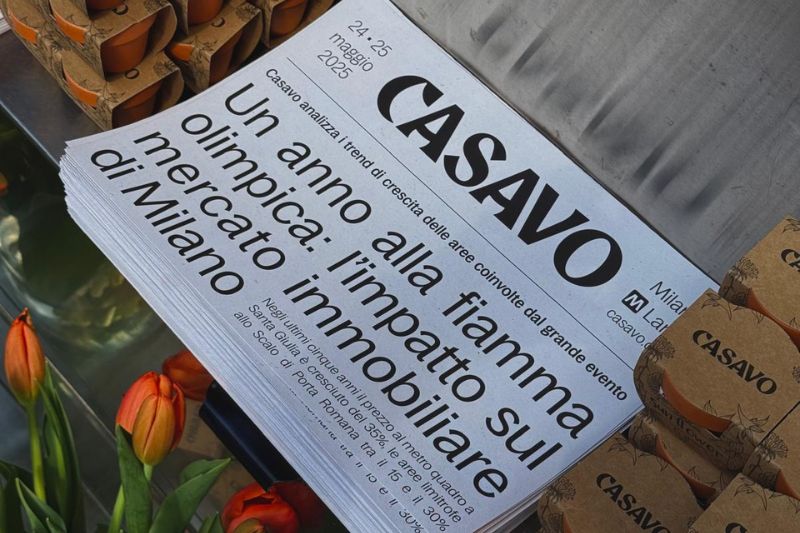 24 - 25
maggio
2025
CASAVO
Casavo analizza i trend di crescita delle aree coinvolte dal grande evento
Un anno alla fiamma
olimpica: l'impatto sul
mercato immobiliare
di Milano
casavo.
Negli ultimi cinque anni il prezzo al metro quadro a
Santa Giulia è cresciuto del 35%, le aree limitrofe
allo Scalo di Porta Romana tra il 15 e il 30%
CASAVO
CASAVO